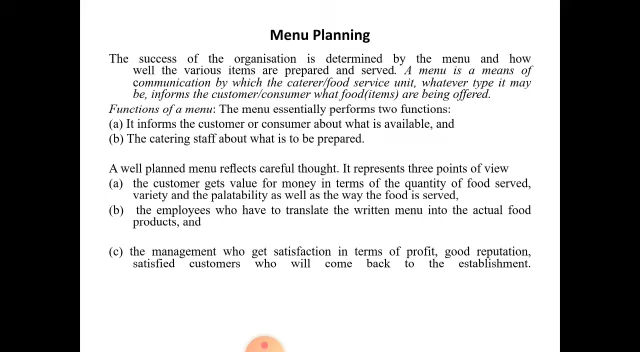 Menu Planning
The success of the organisation is determined by the menu and how
well the various items are prepared and served. A menu is a means of
communication by which the caterer/food service unit, whatever type it may
be, informs the customer/consumer what food(items) are being offered.
Functions of a menu: The menu essentially performs two functions:
(a) It informs the customer or consumer about what is available, and
(b) The catering staff about what is to be prepared.
A well planned menu reflects careful thought. It represents three points of view
(a) the customer gets value for money in terms of the quantity of food served,
variety and the palatability as well as the way the food is served,
(b) the employees who have to translate the written menu into the actual food
products, and
(c) the management who get satisfaction in terms of profit, good reputation,
satisfied customers who will come back to the establishment.